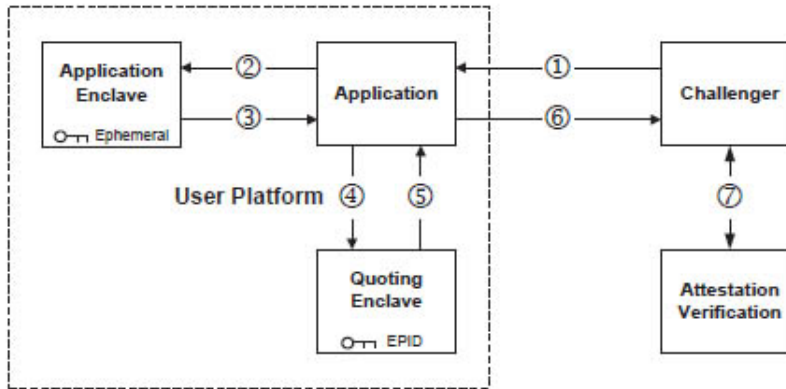 Application
Enclave
Ephemeral
②
③
Application
①
⑥
Challenger
User Platform
④
⑤
⑦
Quoting
Enclave
EPID
Attestation
Verification